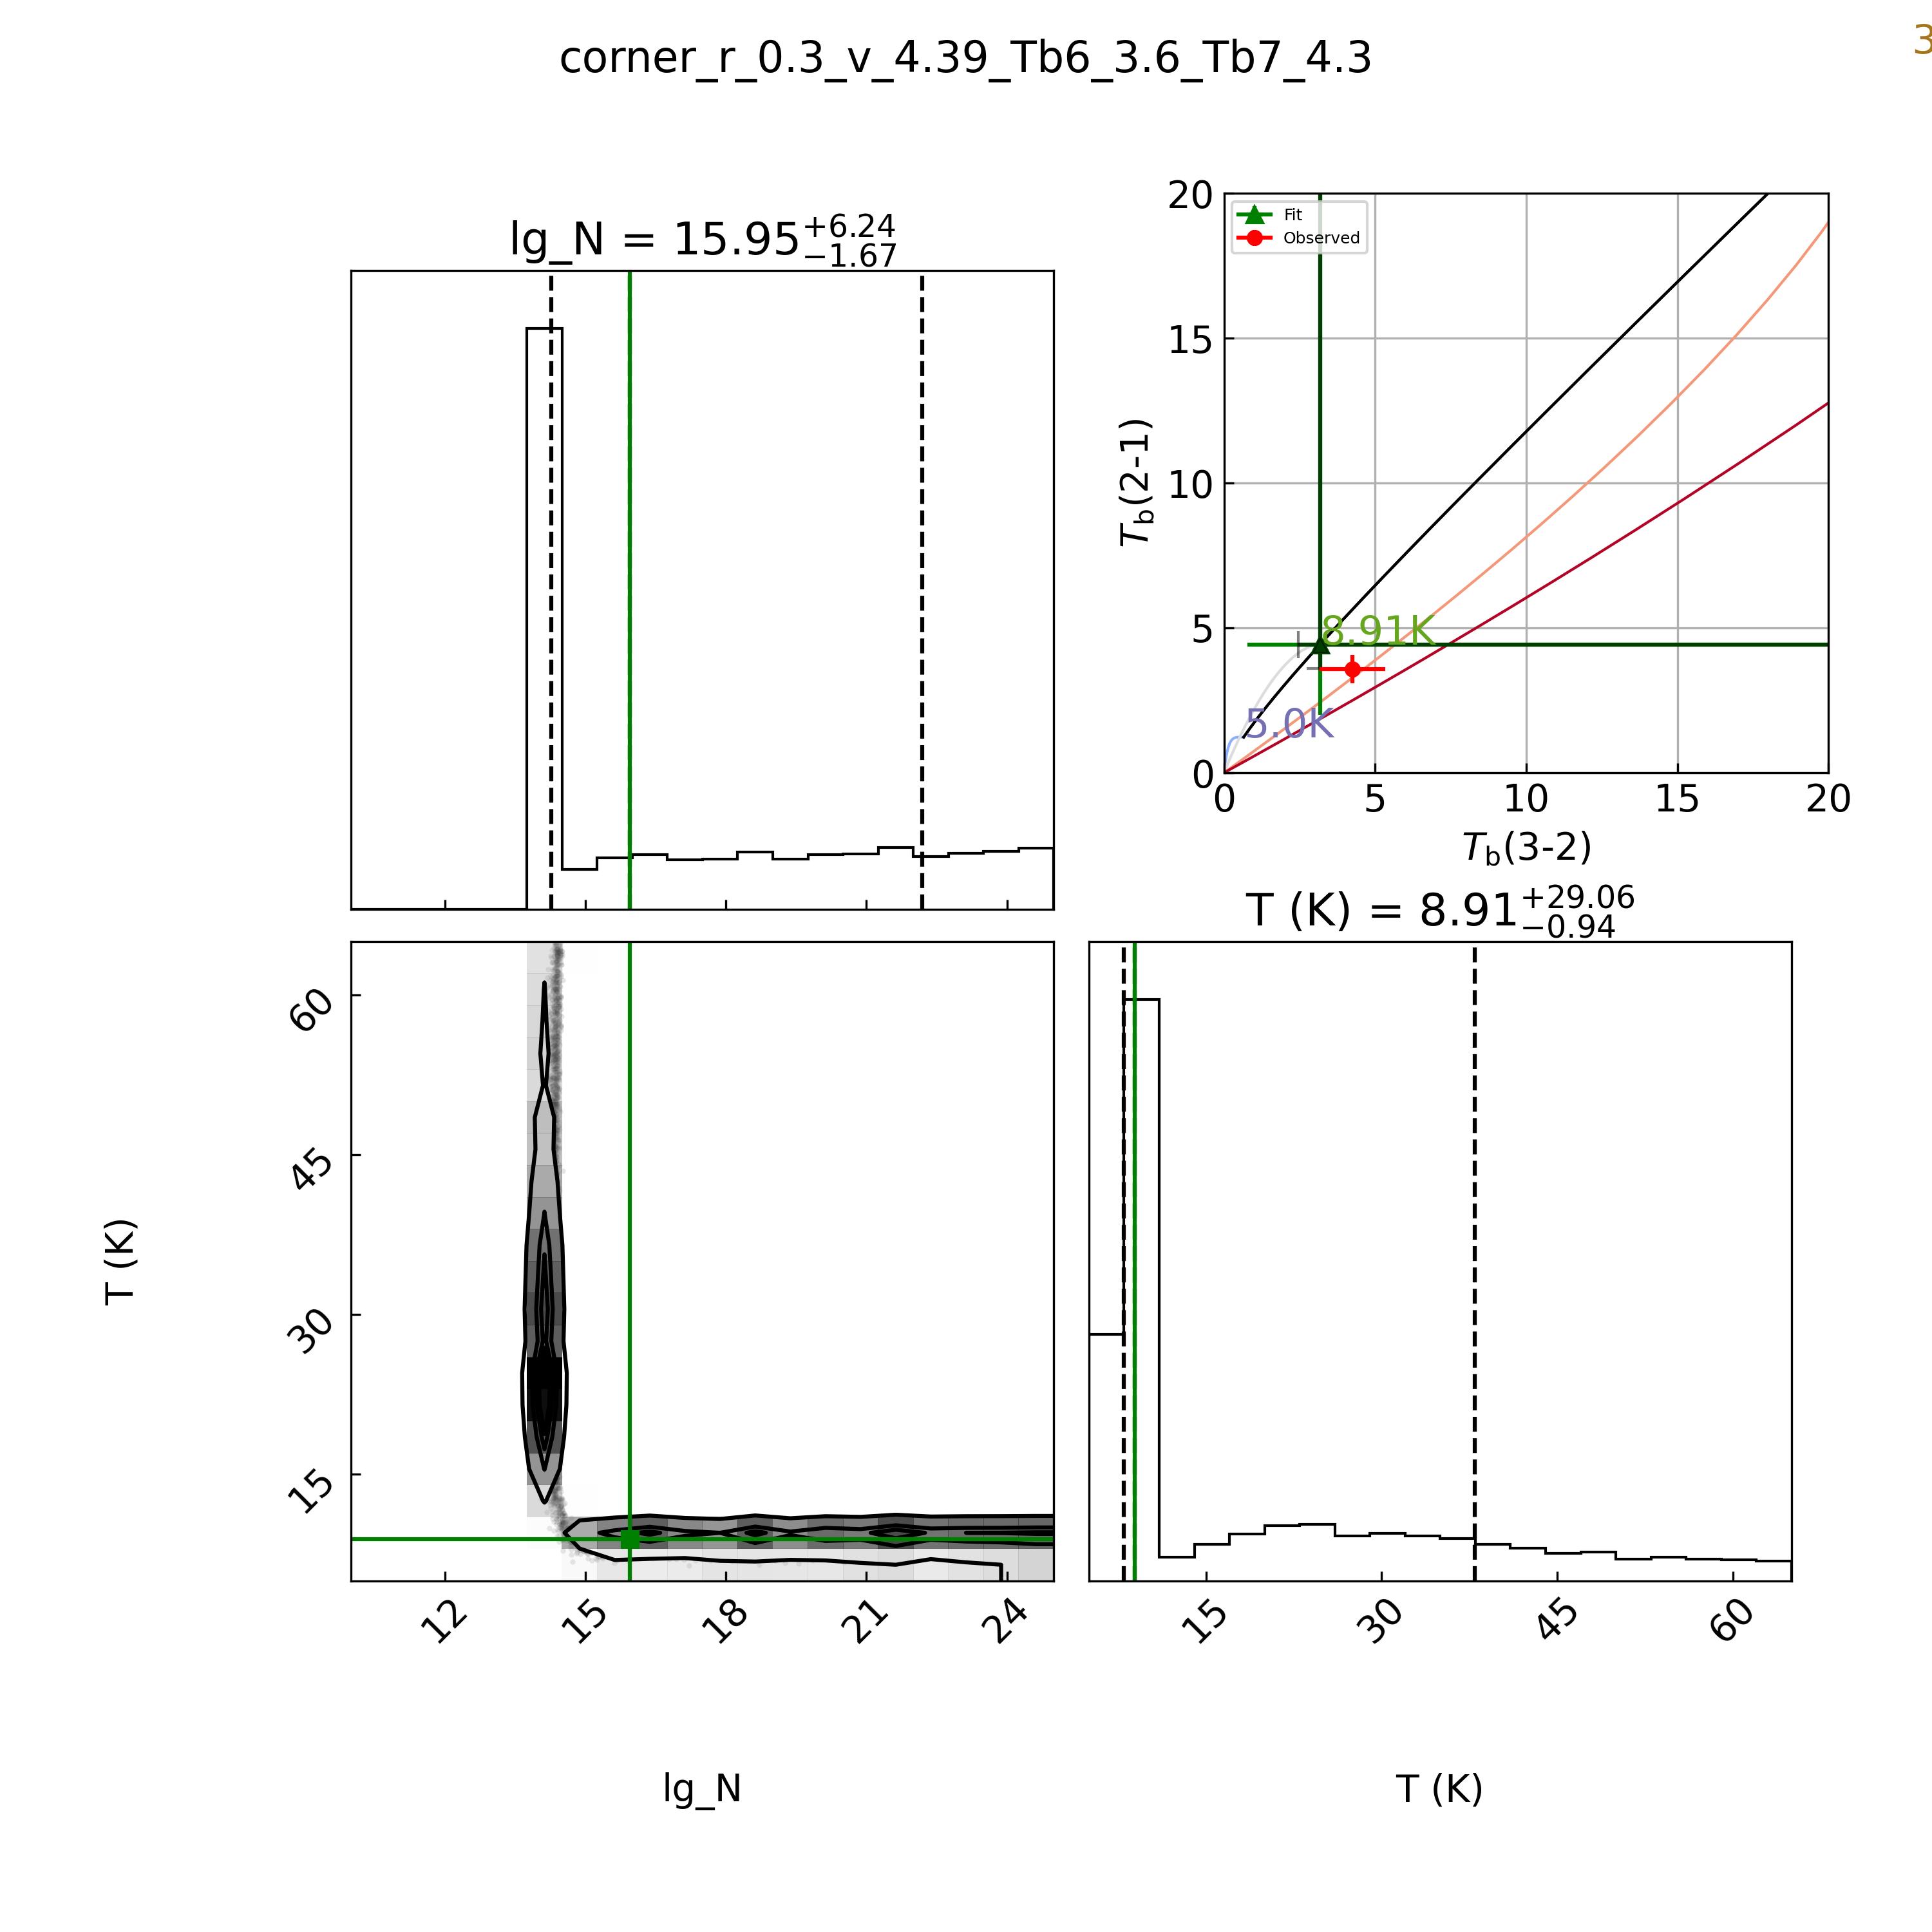 corner_r_0.3_v_4.39_Tb6_3.6_Tb7_4.3
3
lg_N = 15.95 +6.24 −1.67
20
15
10
5
0
Tb(2-1)
Fit
Observed
8.91K
5.0K
0 5 10 15 20
Tb(3-2)
T (K) = 8.91 +29.06 −0.94
60
45
30
15
T (K)
12 15 18 21 24
lg_N
15 30 45 60
T (K)